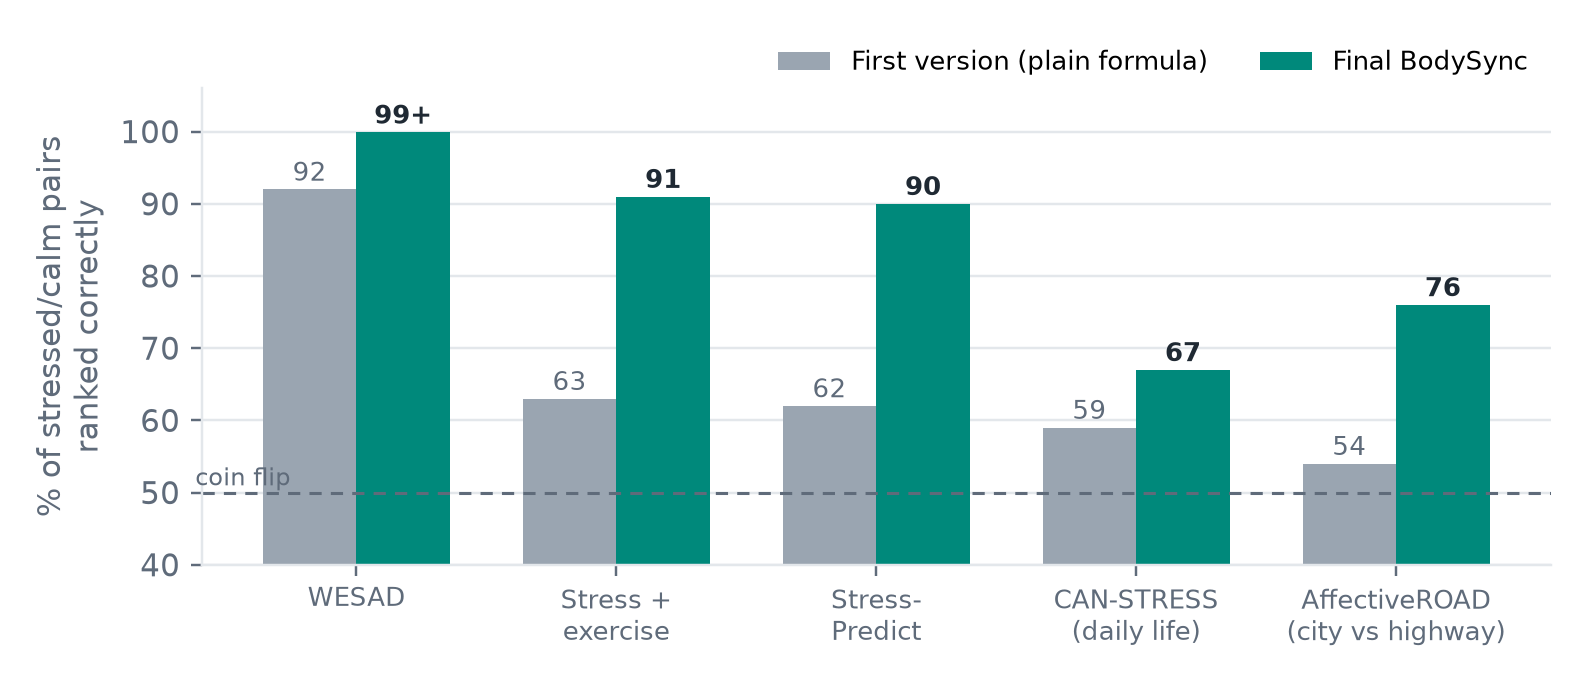 First version (plain formula)
Final BodySync
% of stressed/calm pairs
ranked correctly
100
90
80
70
60
50
40
coin flip
92
99+
63
91
62
90
59
67
54
76
WESAD
Stress +
exercise
Stress-
Predict
CAN-STRESS
(daily life)
AffectiveROAD
(city vs highway)